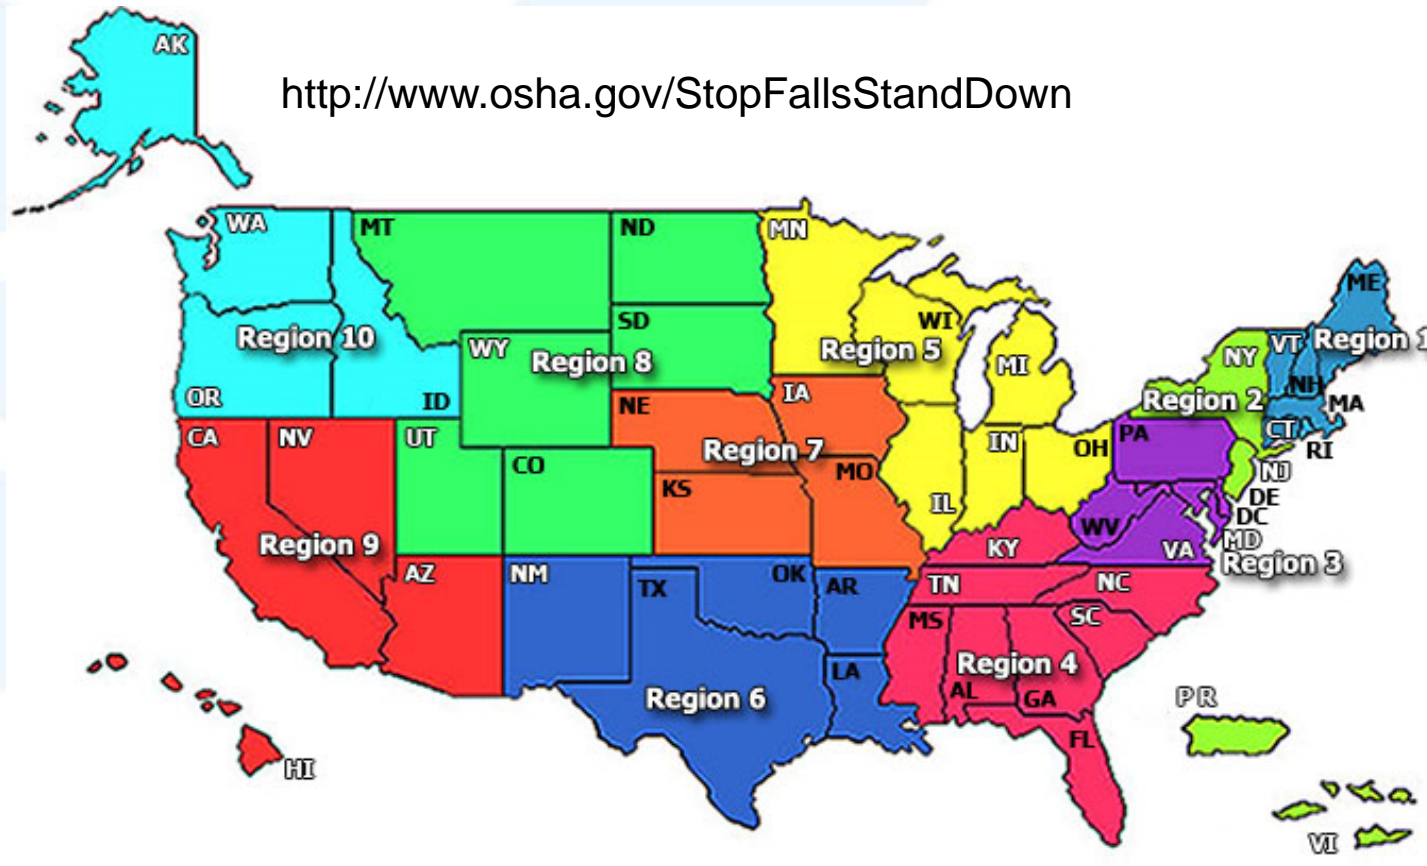 AK
http://www.osha.gov/StopFallsStandDown
WA
MT
ND
MN
ME
SD
WI
Region 10
WY
Region 8
Region 5
MI
NY
VT
Region 1
NH
OR
ID
NE
IA
Region 2
MA
CA
NV
UT
CO
Region 7
IN
OH
PA
CT
RI
KS
MO
IL
NJ
DE
DC
WV
MD
VA
Region 9
KY
Region 3
AZ
NM
TX
OK
AR
TN
NC
MS
SC
LA
Region 4
Region 6
AL
GA
PR
FL
HI
VI